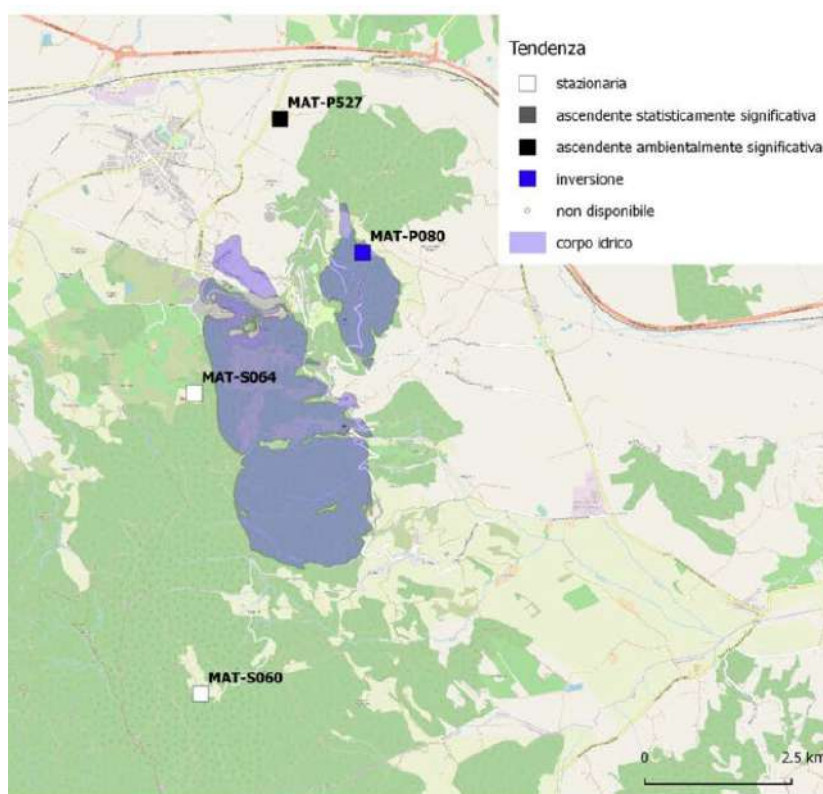 Tendenza
stazionaria
ascendente statisticamente significativa
ascendente ambientalmente significativa
inversione
non disponibile
corpo idrico
MAT-P527
MAT-P080
MAT-S064
MAT-S060
0 2.5 km